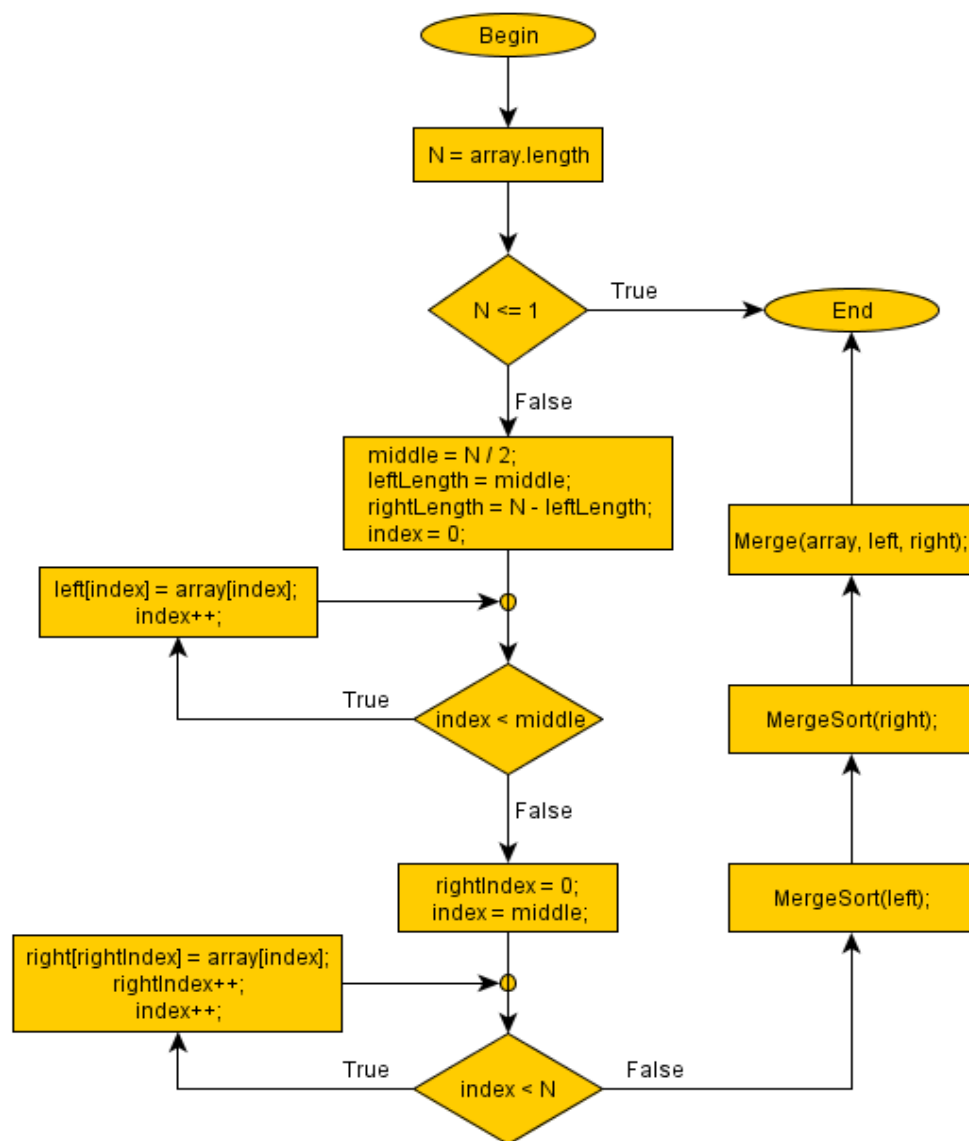 Begin
N = array.length
N <= 1
True
End
False
middle = N / 2;
leftLength = middle;
rightLength = N - leftLength;
index = 0;
left[index] = array[index];
index++;
True
index < middle
False
rightIndex = 0;
index = middle;
right[rightIndex] = array[index];
rightIndex++;
index++;
True
index < N
False
MergeSort(left);
MergeSort(right);
Merge(array, left, right);